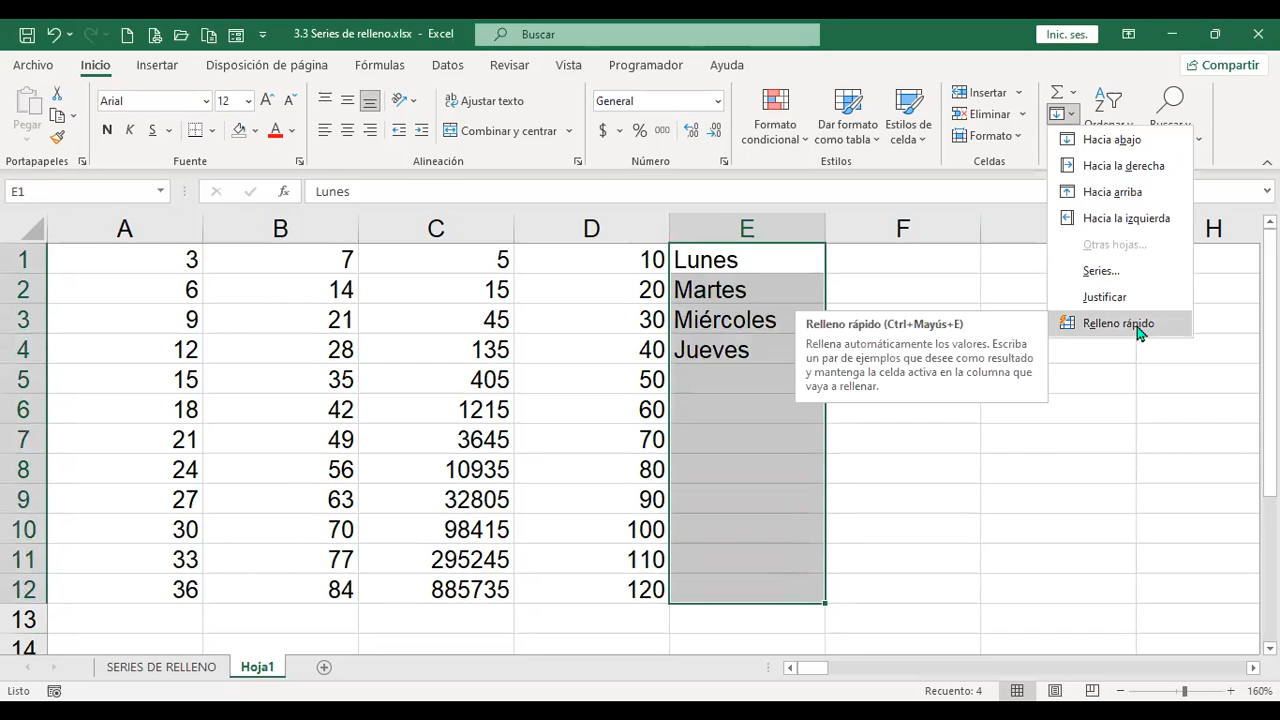 3.3 Series de relleno.xlsx - Excel
Buscar
Inic. ses.
Archivo Inicio Insertar Disposición de página Fórmulas Datos Revisar Vista Programador Ayuda Compartir
Pegar
Portapapeles
Arial 12
N K S
Fuente
Ajustar texto
Combinar y centrar
Alineación
General
$ % 000
Número
Formato condicional
Dar formato como tabla
Estilos de celda
Estilos
Insertar
Eliminar
Formato
Celdas
Hacia abajo
Hacia la derecha
Hacia arriba
Hacia la izquierda
Otras hojas...
Series...
Justificar
Relleno rápido
Relleno rápido (Ctrl+Mayús+E)
Rellena automáticamente los valores. Escriba
un par de ejemplos que desee como resultado
y mantenga la celda activa en la columna que
vaya a rellenar.
E1 Lunes
A B C D E F H
1 3 7 5 10 Lunes
2 6 14 15 20 Martes
3 9 21 45 30 Miércoles
4 12 28 135 40 Jueves
5 15 35 405 50
6 18 42 1215 60
7 21 49 3645 70
8 24 56 10935 80
9 27 63 32805 90
10 30 70 98415 100
11 33 77 295245 110
12 36 84 885735 120
13
14
SERIES DE RELLENO Hoja1
Listo Recuento: 4 160%